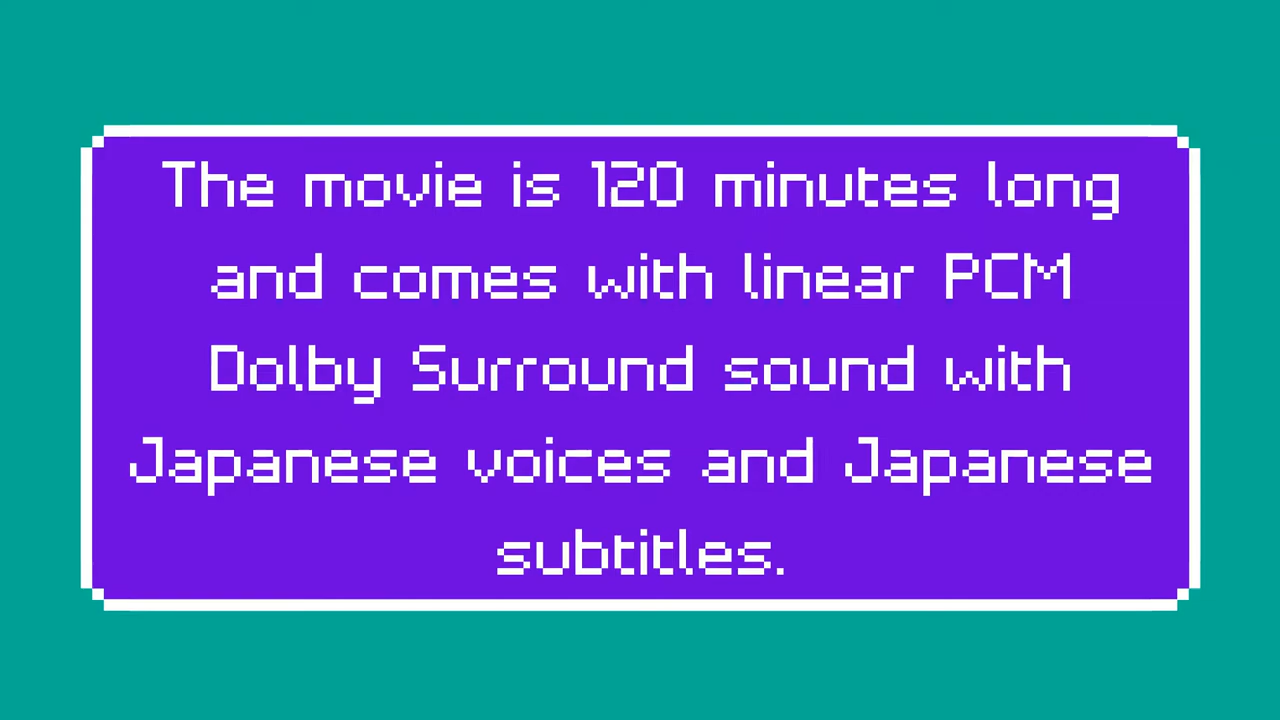 The movie is 120 minutes long
and comes with linear PCM
Dolby Surround sound with
Japanese voices and Japanese
subtitles.